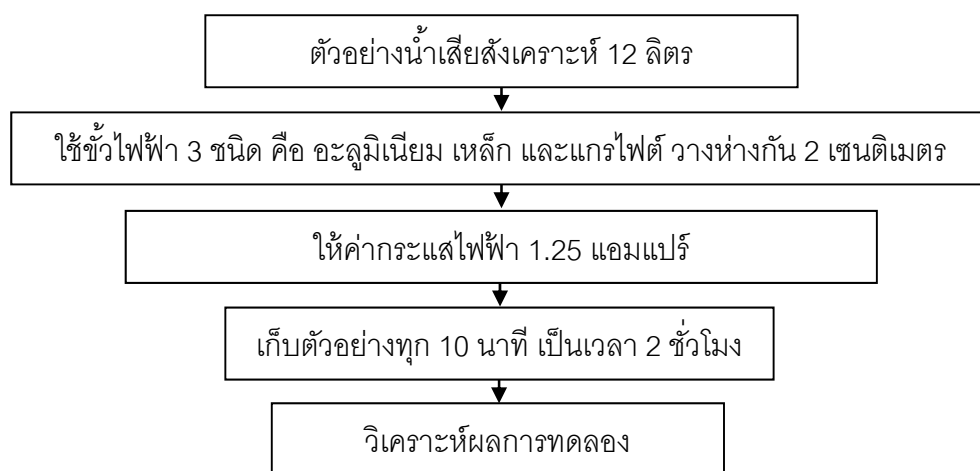 ตัวอย่างน้ำเสียสังเคราะห์ 12 ลิตร
ใช้ขั้วไฟฟ้า 3 ชนิด คือ อะลูมิเนียม เหล็ก และแกรไฟต์ วางห่างกัน 2 เซนติเมตร
ให้ค่ากระแสไฟฟ้า 1.25 แอมแปร์
เก็บตัวอย่างทุก 10 นาที เป็นเวลา 2 ชั่วโมง
วิเคราะห์ผลการทดลอง